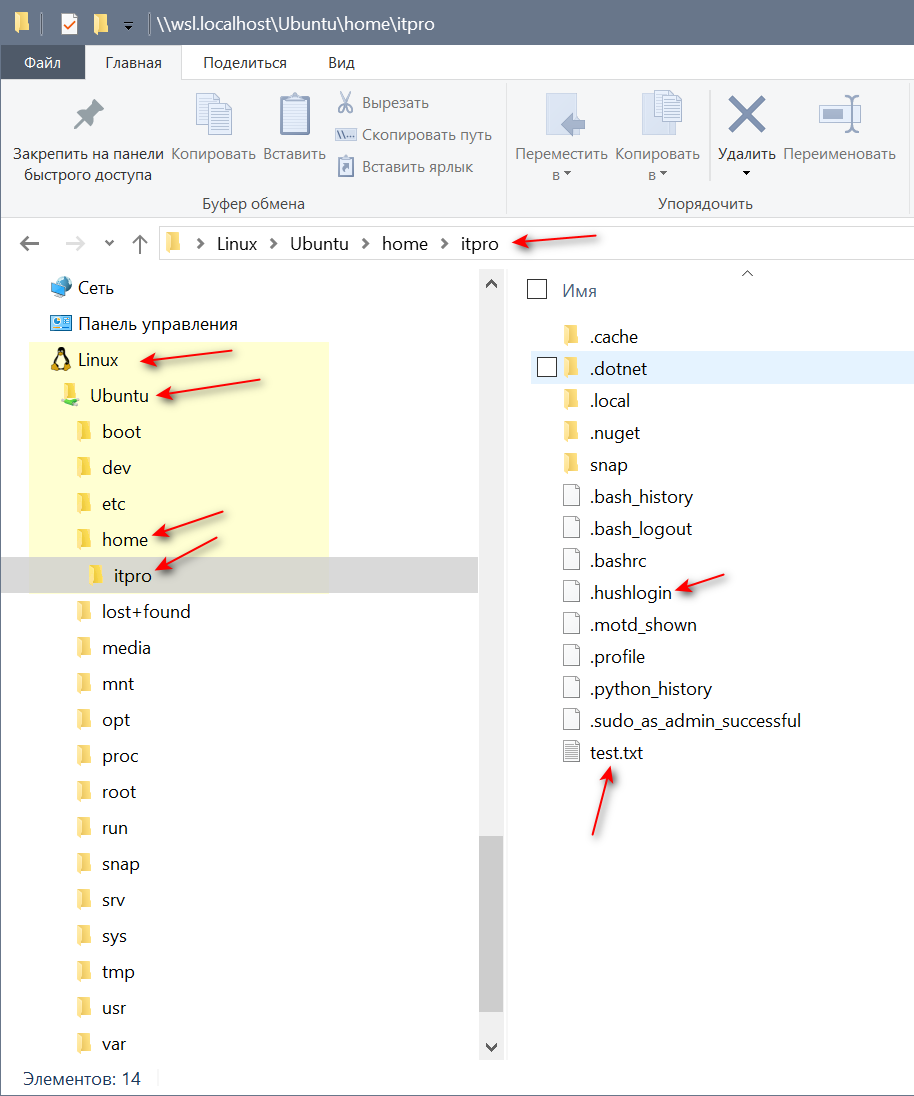 \\wsl.localhost\Ubuntu\home\itpro
Файл
Главная
Поделиться
Вид
Закрепить на панели
быстрого доступа
Копировать
Вставить
Вырезать
Скопировать путь
Вставить ярлык
Буфер обмена
Переместить
в
Копировать
в
Удалить
Переименовать
Упорядочить
Linux
Ubuntu
home
itpro
Сеть
Панель управления
Linux
Ubuntu
boot
dev
etc
home
itpro
lost+found
media
mnt
opt
proc
root
run
snap
srv
sys
tmp
usr
var
Имя
.cache
.dotnet
.local
.nuget
snap
.bash_history
.bash_logout
.bashrc
.hushlogin
.motd_shown
.profile
.python_history
.sudo_as_admin_successful
test.txt
Элементов: 14